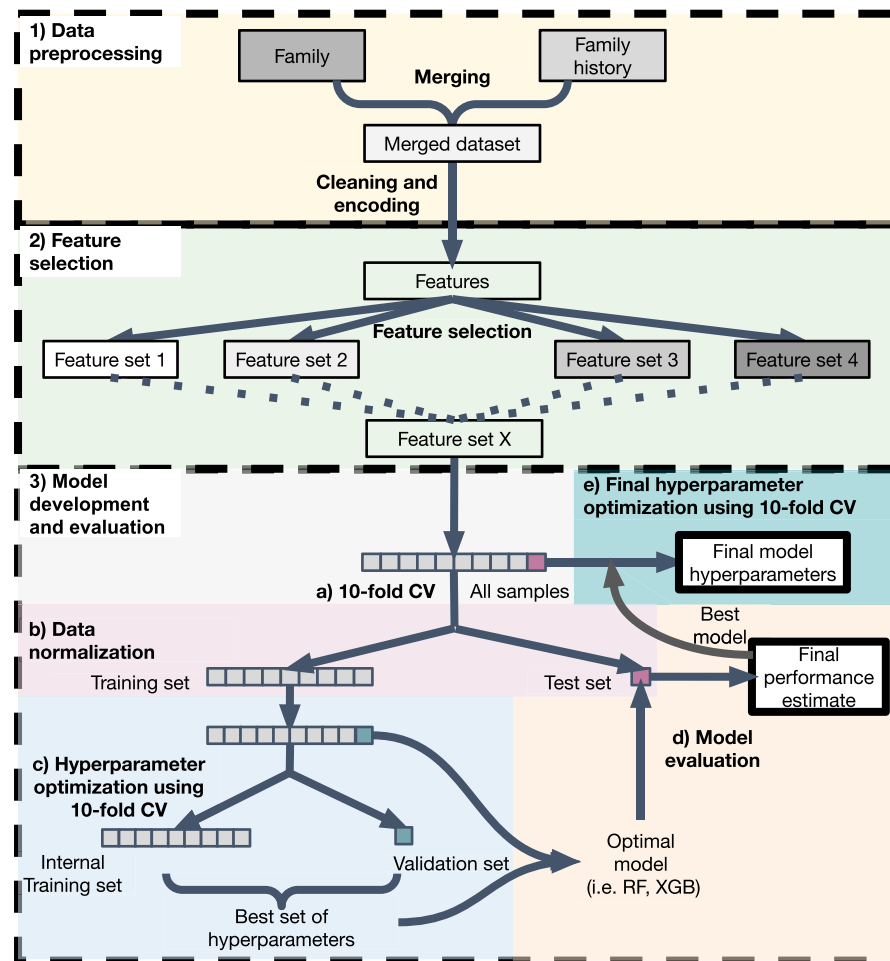 1) Data
preprocessing
Family
Family
history
Merging
Merged dataset
Cleaning and
encoding
2) Feature
selection
Features
Feature selection
Feature set 1
Feature set 2
Feature set 3
Feature set 4
Feature set X
3) Model
development
and evaluation
e) Final hyperparameter
optimization using 10-fold CV
Final model
hyperparameters
a) 10-fold CV
All samples
Best
model
b) Data
normalization
Training set
Test set
Final
performance
estimate
d) Model
evaluation
c) Hyperparameter
optimization using
10-fold CV
Internal
Training set
Validation set
Optimal
model
(i.e. RF, XGB)
Best set of
hyperparameters